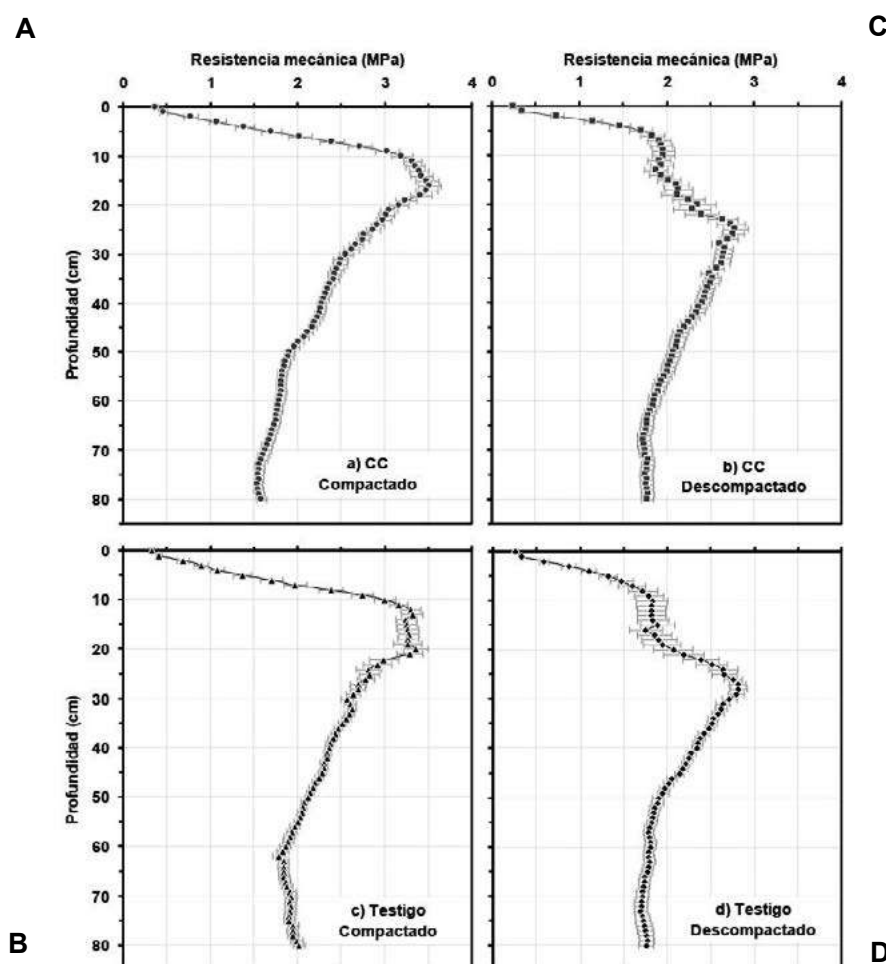 A
C
Resistencia mecánica (MPa)
Resistencia mecánica (MPa)
0 1 2 3 4
0 1 2 3 4
Profundidad (cm)
0
10
20
30
40
50
60
70
80
a) CC
Compactado
b) CC
Descompactado
Profundidad (cm)
0
10
20
30
40
50
60
70
80
c) Testigo
Compactado
d) Testigo
Descompactado
B
D